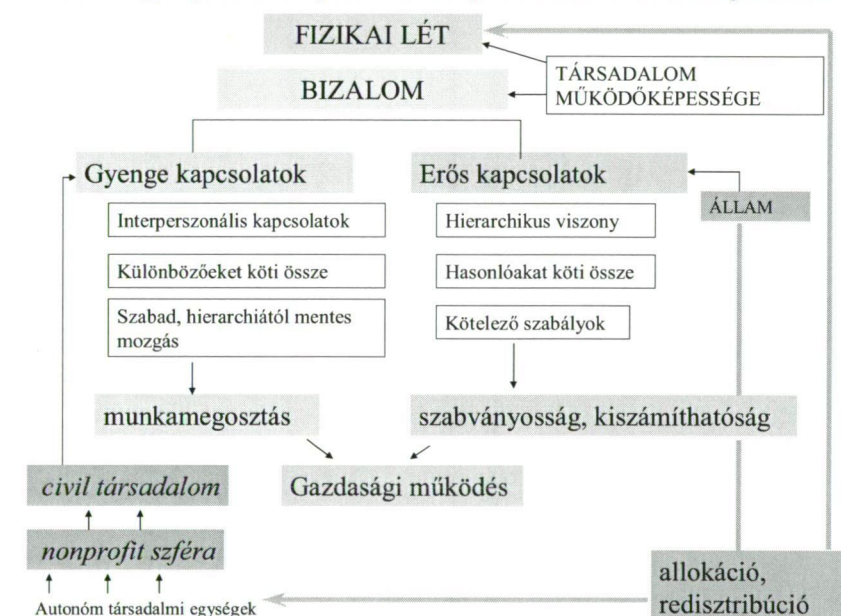 FIZIKAI LÉT
TÁRSADALOM
MŰKÖDŐKÉPESSÉGE
BIZALOM
Gyenge kapcsolatok
Erős kapcsolatok
ÁLLAM
Interperszonális kapcsolatok
Hierarchikus viszony
Különbözőeket köti össze
Hasonlóakat köti össze
Szabad, hierarchiától mentes
mozgás
Kötelező szabályok
munkamegosztás
szabványosság, kiszámíthatóság
civil társadalom
Gazdasági működés
nonprofit szféra
allokáció,
redisztribúció
Autonóm társadalmi egységek